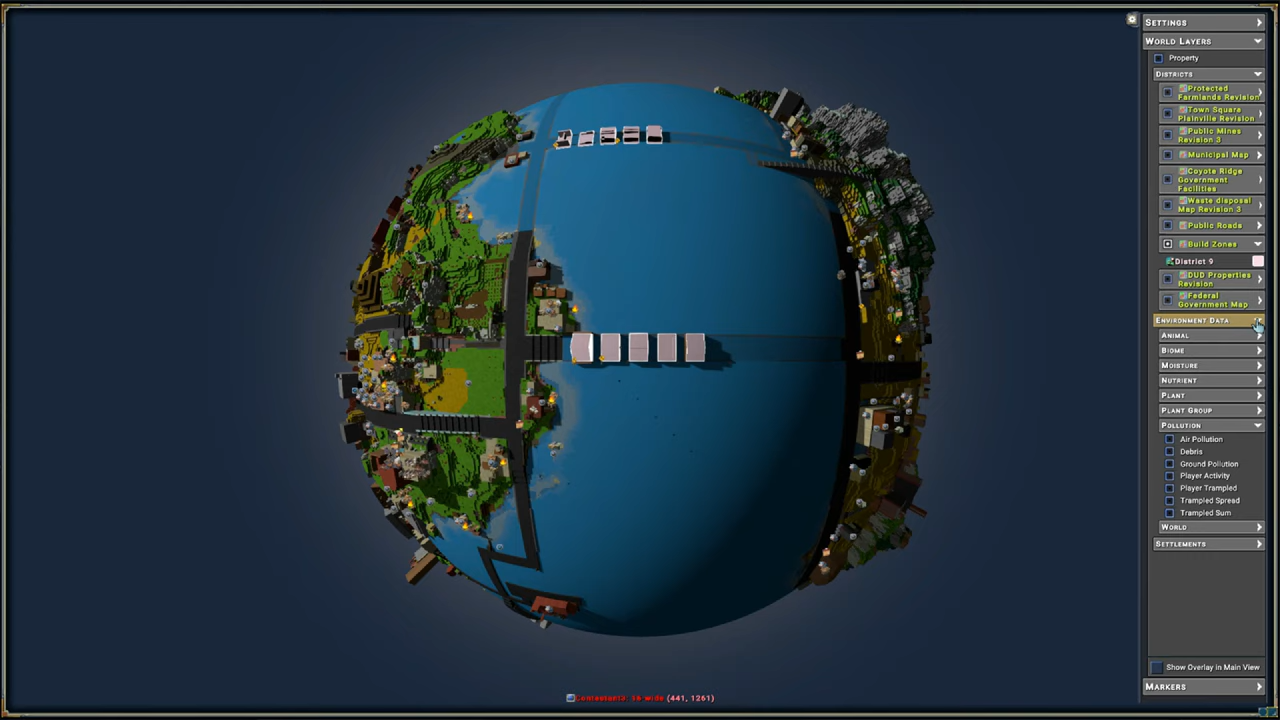 SETTINGS
WORLD LAYERS
Property
DISTRICTS
Protected
Farmlands Revision
Town Square
Plainville Revision
Public Mines
Revision 3
Municipal Map
Coyote Ridge
Government
Facilities
Waste disposal
Map Revision 3
Public Roads
Build Zones
District 9
DUD Properties
Revision
Federal
Government Map
ENVIRONMENT DATA
ANIMAL
BIOME
MOISTURE
NUTRIENT
PLANT
PLANT GROUP
POLLUTION
Air Pollution
Debris
Ground Pollution
Player Activity
Player Trampled
Trampled Spread
Trampled Sum
WORLD
SETTLEMENTS
Show Overlay in Main View
MARKERS
16 wide (441, 1261)